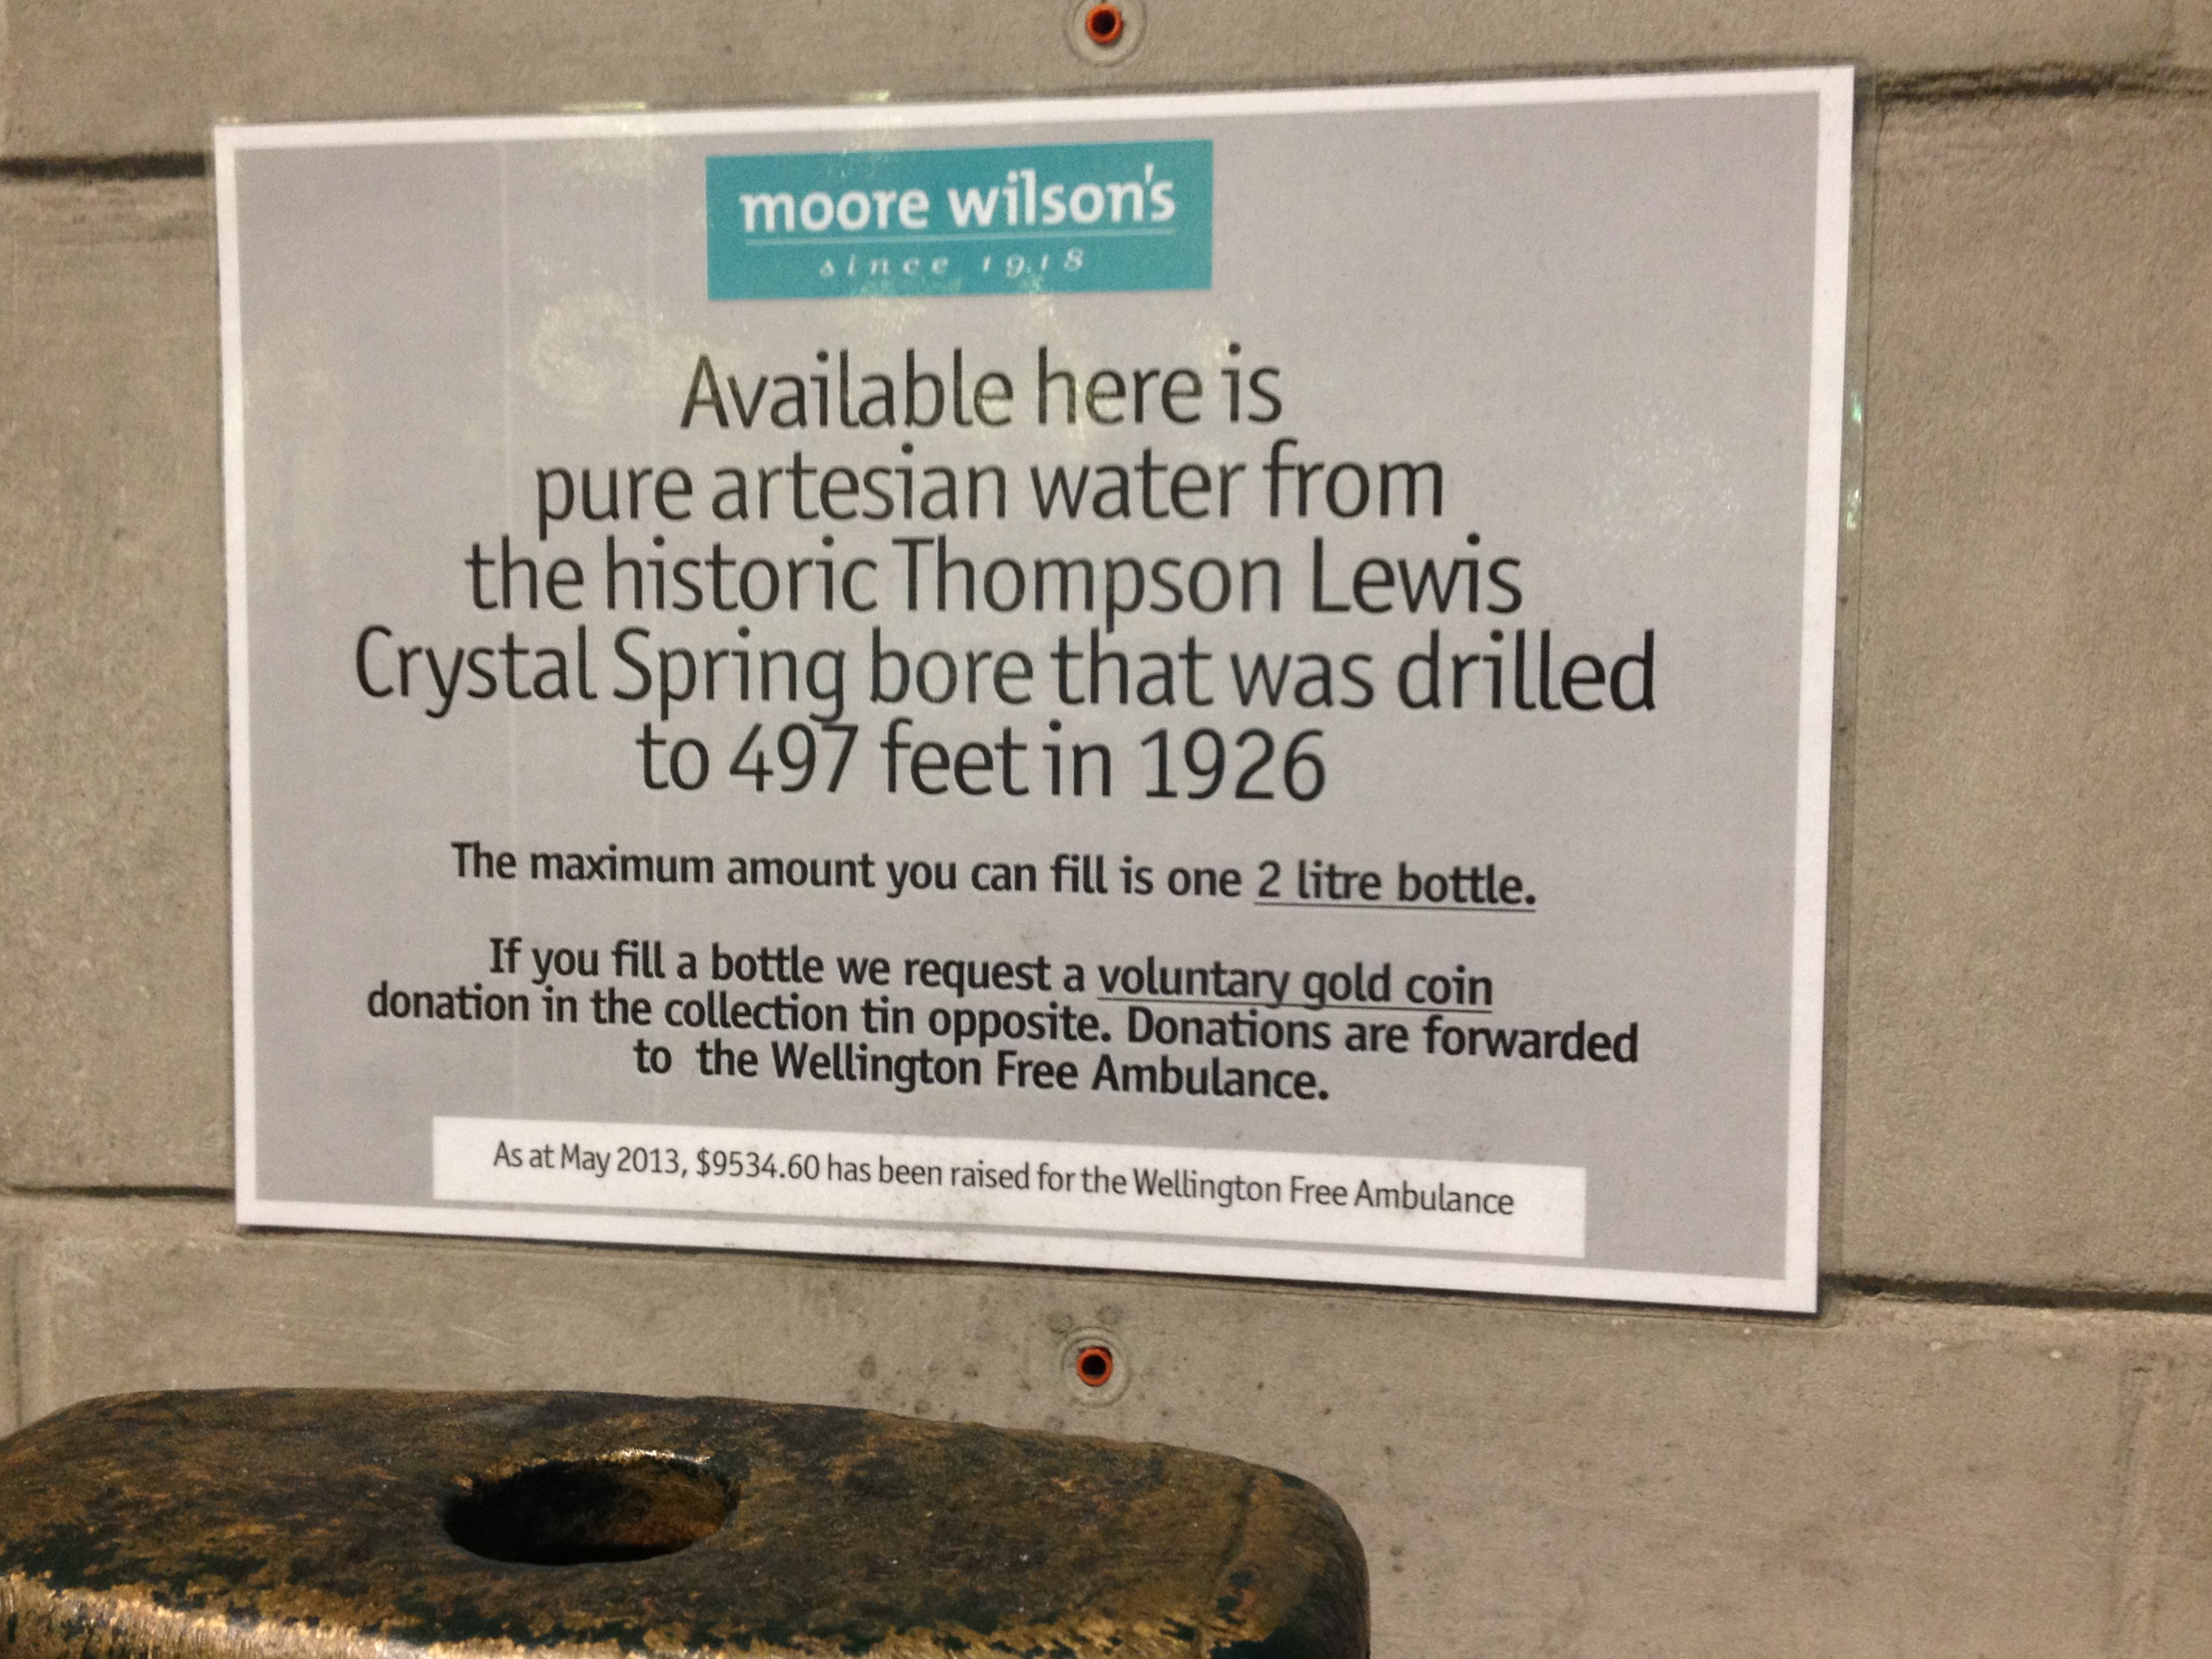 moore wilson's
since 1918
Available here is
pure artesian water from
the historic Thompson Lewis
Crystal Spring bore that was drilled
to 497 feet in 1926
The maximum amount you can fill is one 2 litre bottle.
If you fill a bottle we request a voluntary gold coin
donation in the collection tin opposite. Donations are forwarded
to the Wellington Free Ambulance.
As at May 2013, $9534.60 has been raised for the Wellington Free Ambulance